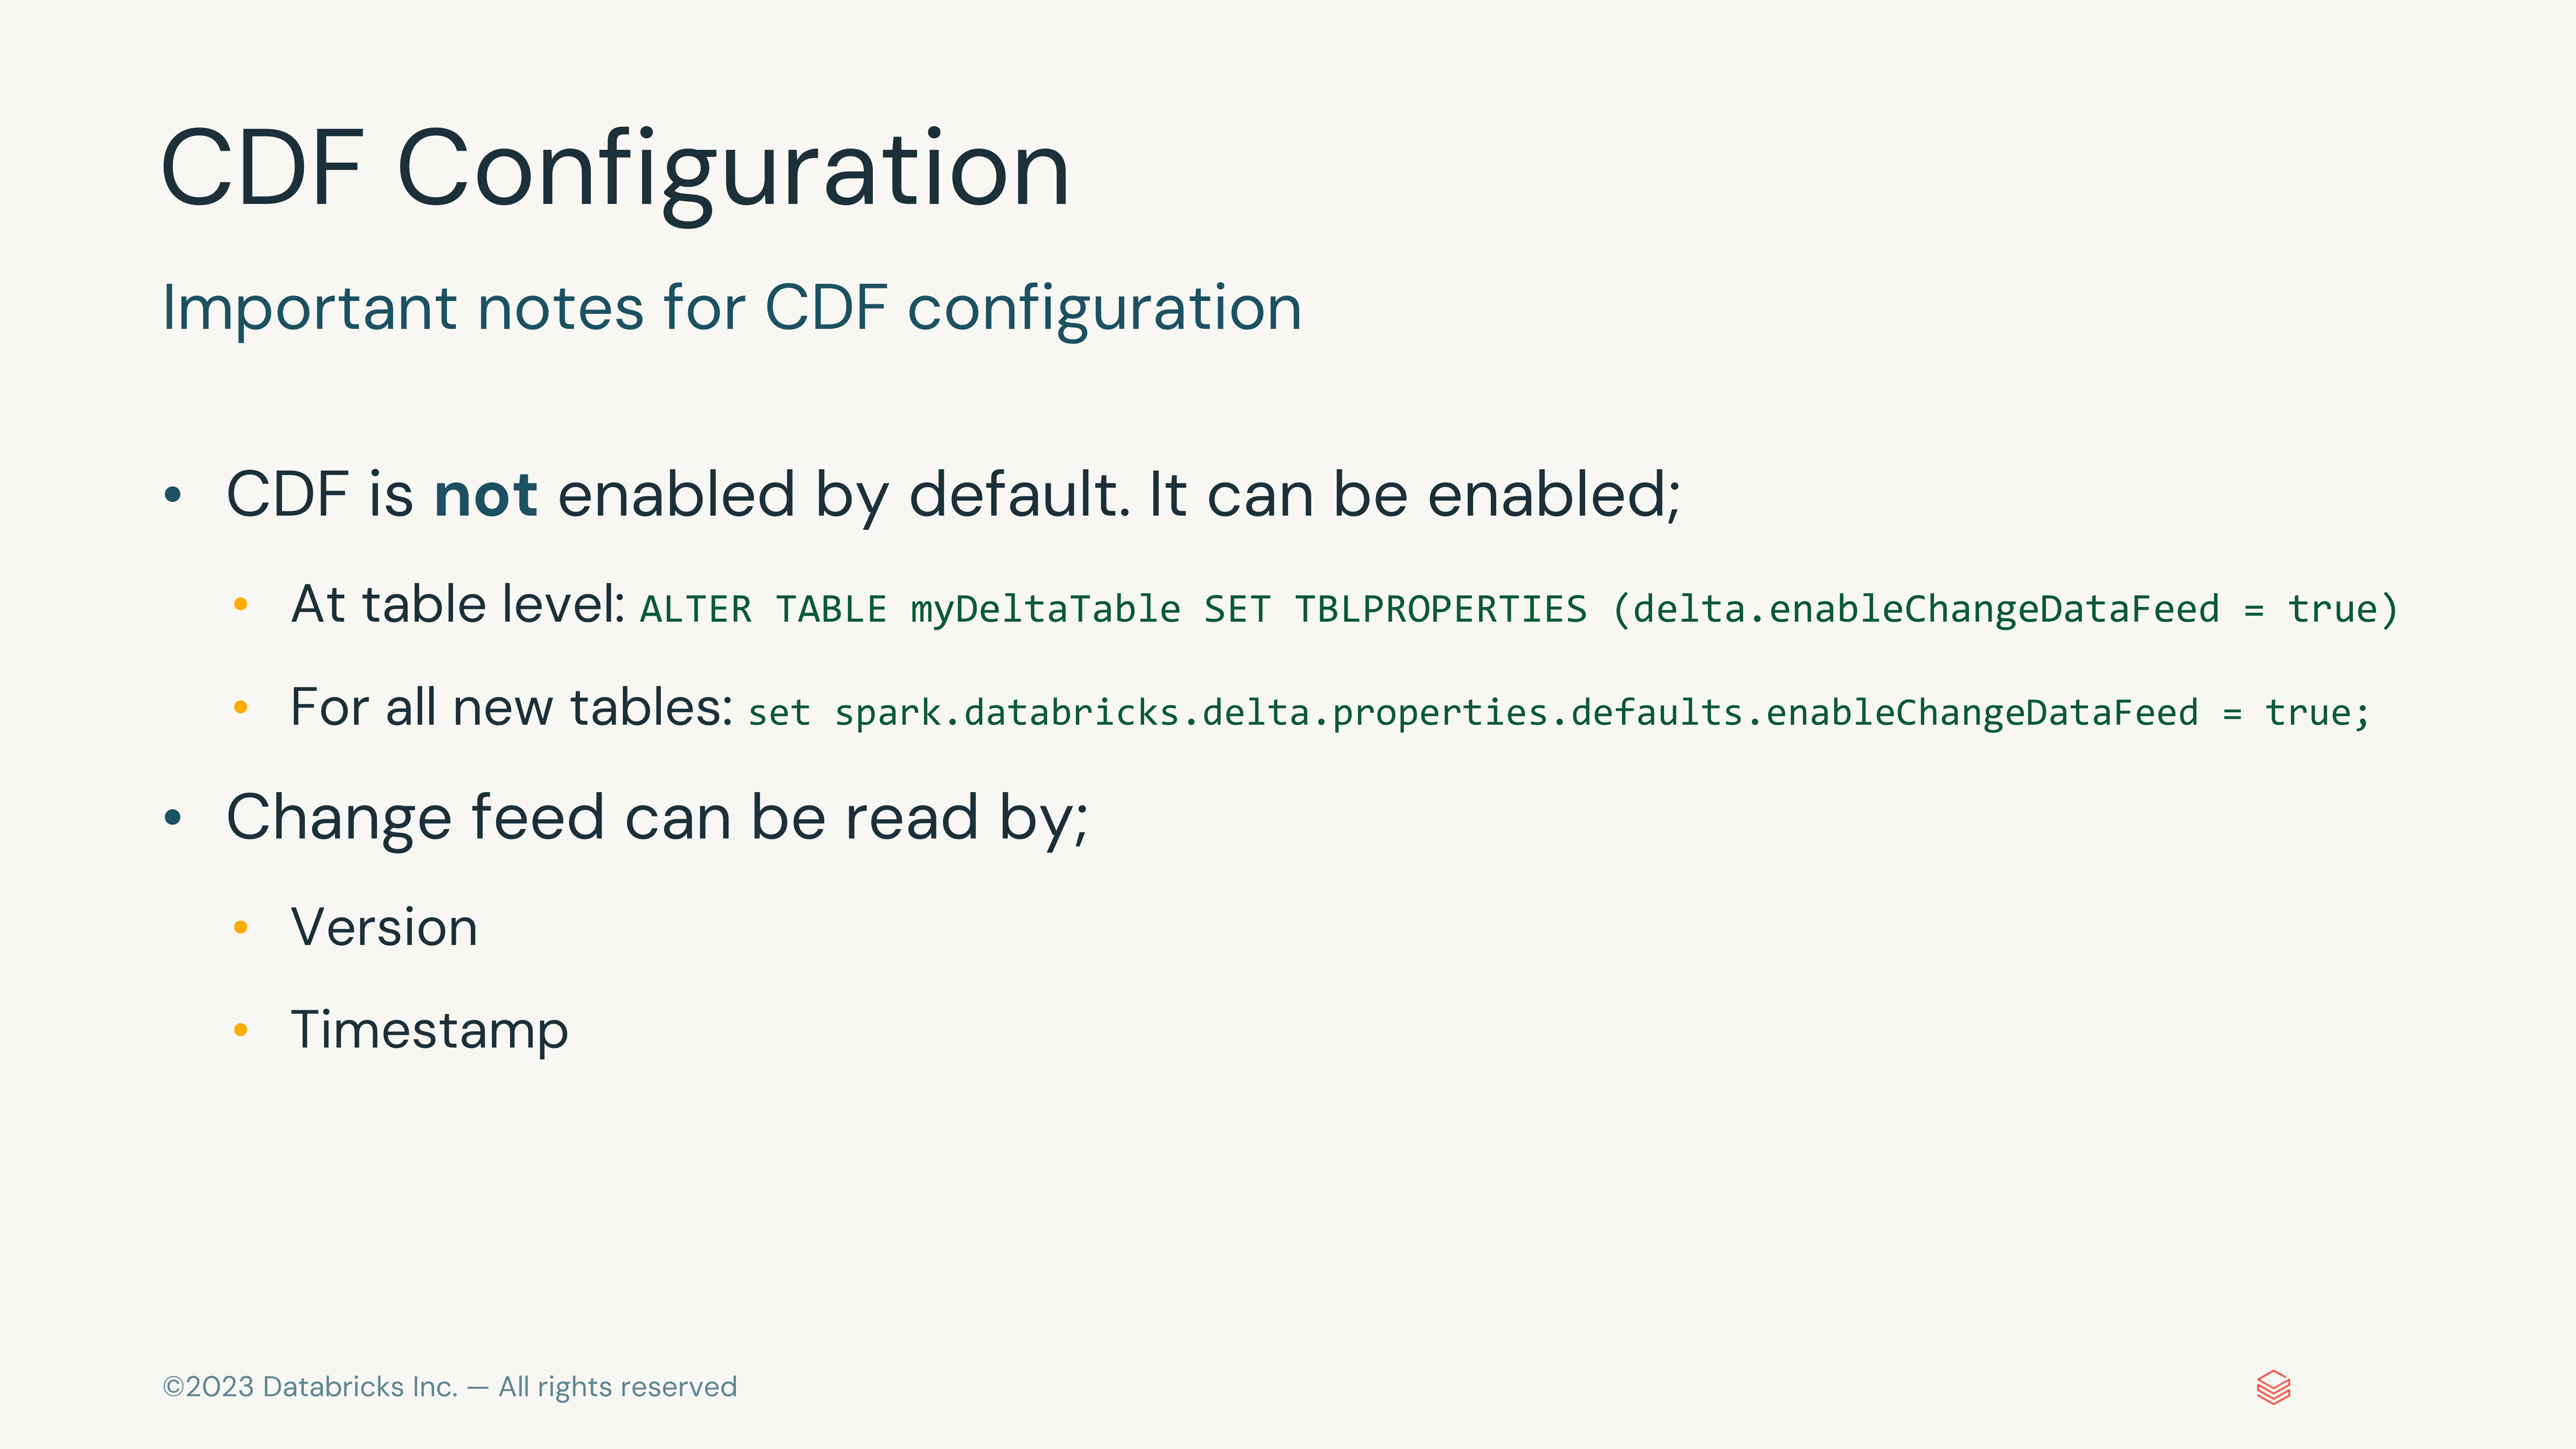 CDF Configuration
Important notes for CDF configuration
• CDF is not enabled by default. It can be enabled;
• At table level: ALTER TABLE myDeltaTable SET TBLPROPERTIES (delta.enableChangeDataFeed = true)
• For all new tables: set spark.databricks.delta.properties.defaults.enableChangeDataFeed = true;
• Change feed can be read by;
• Version
• Timestamp
©2023 Databricks Inc. — All rights reserved